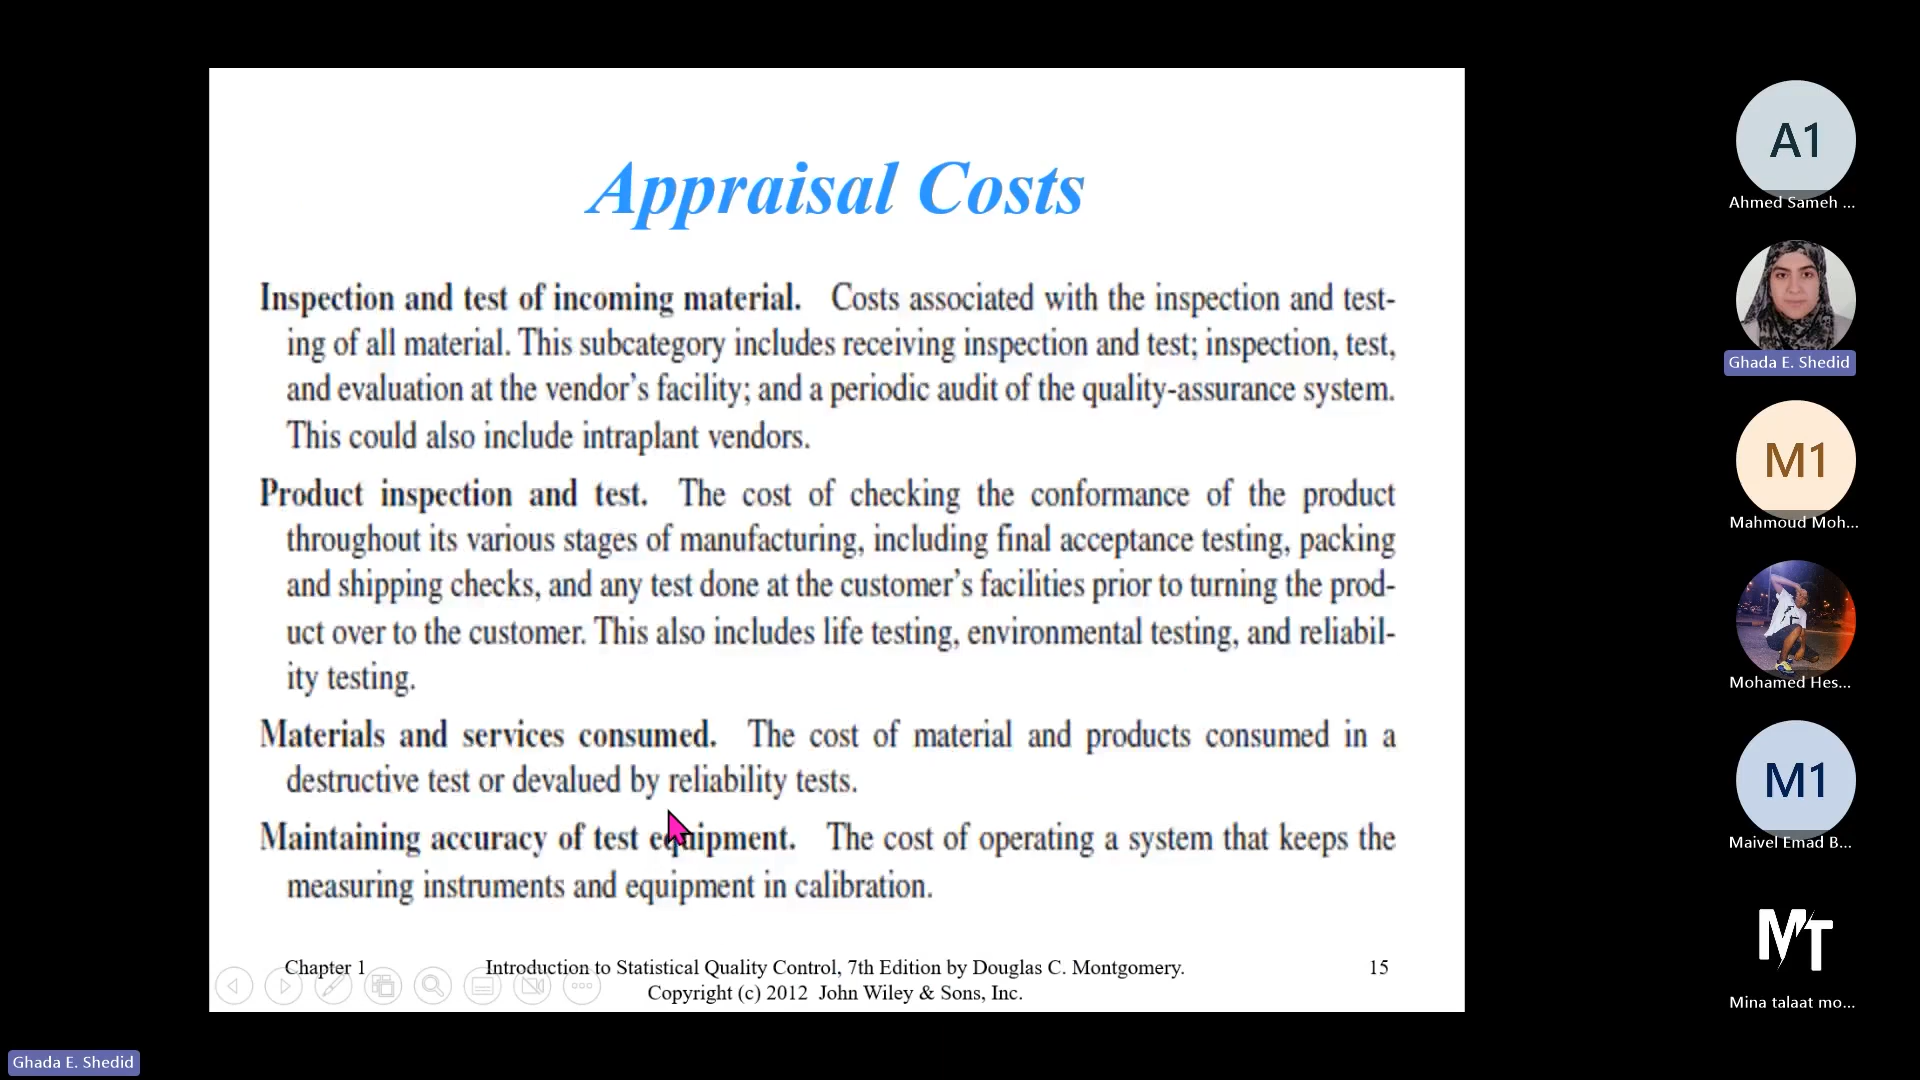 Appraisal Costs
Inspection and test of incoming material. Costs associated with the inspection and test-
ing of all material. This subcategory includes receiving inspection and test; inspection, test,
and evaluation at the vendor’s facility; and a periodic audit of the quality-assurance system.
This could also include intraplant vendors.
Product inspection and test. The cost of checking the conformance of the product
throughout its various stages of manufacturing, including final acceptance testing, packing
and shipping checks, and any test done at the customer’s facilities prior to turning the prod-
uct over to the customer. This also includes life testing, environmental testing, and reliabil-
ity testing.
Materials and services consumed. The cost of material and products consumed in a
destructive test or devalued by reliability tests.
Maintaining accuracy of test equipment. The cost of operating a system that keeps the
measuring instruments and equipment in calibration.
Chapter 1
Introduction to Statistical Quality Control, 7th Edition by Douglas C. Montgomery.
Copyright (c) 2012 John Wiley & Sons, Inc.
15
A1
Ahmed Sameh ...
Ghada E. Shedid
M1
Mahmoud Moh...
Mohamed Hes...
M1
Maivel Emad B...
MT
Mina talaat mo...
Ghada E. Shedid